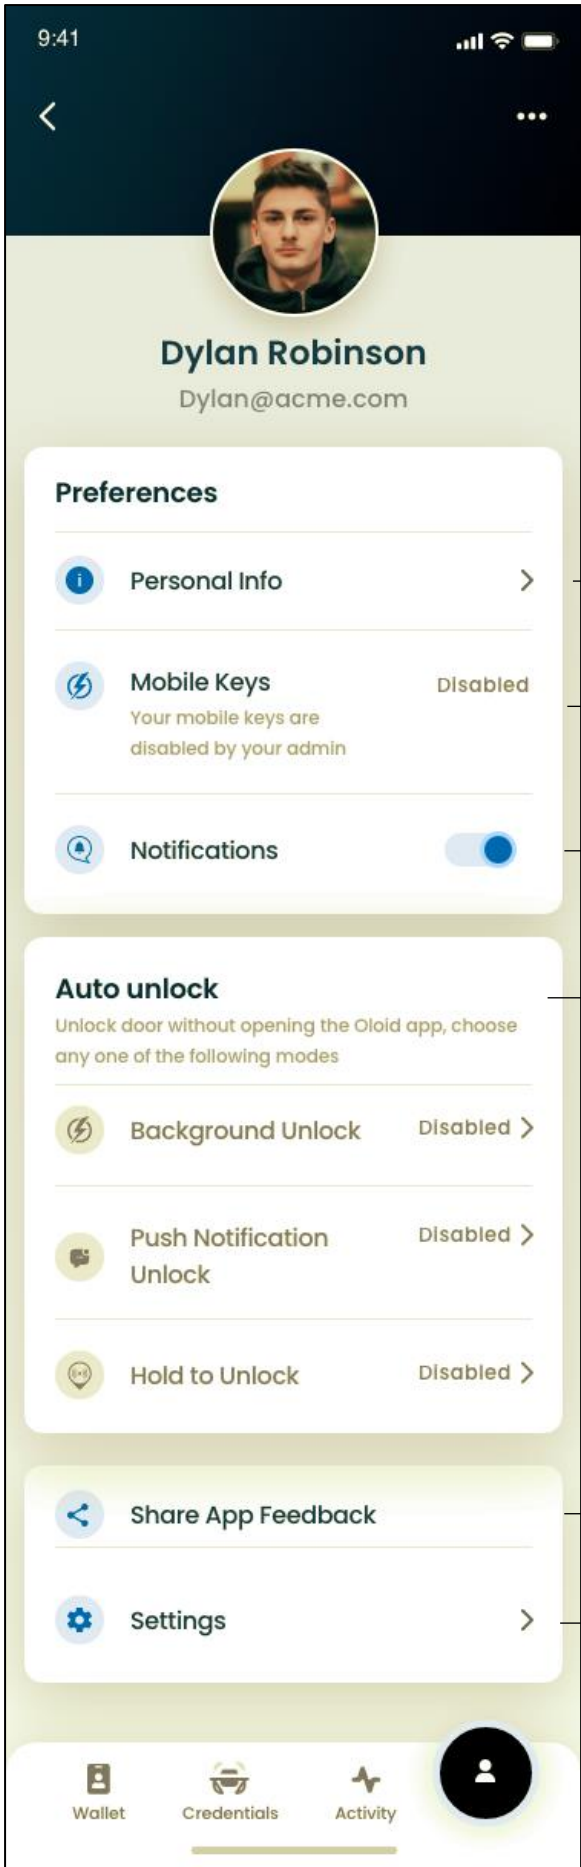 9:41
Dylan Robinson
Dylan@acme.com
Preferences
Personal Info
Mobile Keys
Disabled
Your mobile keys are
disabled by your admin
Notifications
Auto unlock
Unlock door without opening the Oloid app, choose
any one of the following modes
Background Unlock
Disabled
Push Notification
Unlock
Disabled
Hold to Unlock
Disabled
Share App Feedback
Settings
Wallet
Credentials
Activity